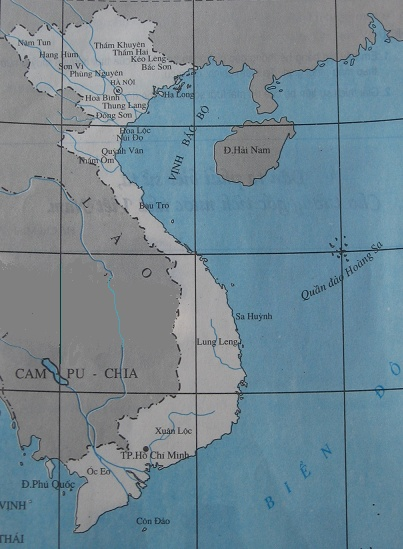 Nậm Tun
Thẩm Khuyên
Hang Hùm
Thẩm Hai
Kéo Lèng
Sơn Vi
Bắc Sơn
Phùng Nguyên
HÀ NỘI
Hoà Bình
Hạ Long
Thung Lang
Đông Sơn
VỊNH BẮC BỘ
Hoa Lộc
Núi Đọ
Đ.Hải Nam
Quỳnh Văn
Bàu Tró
LÀO
Quần đảo Hoàng Sa
Sa Huỳnh
Lung Leng
CAM PU - CHIA
Xuân Lộc
TP.Hồ Chí Minh
Óc Eo
Đ.Phú Quốc
BIỂN ĐÔ
VỊNH
Côn Đảo
THÁI